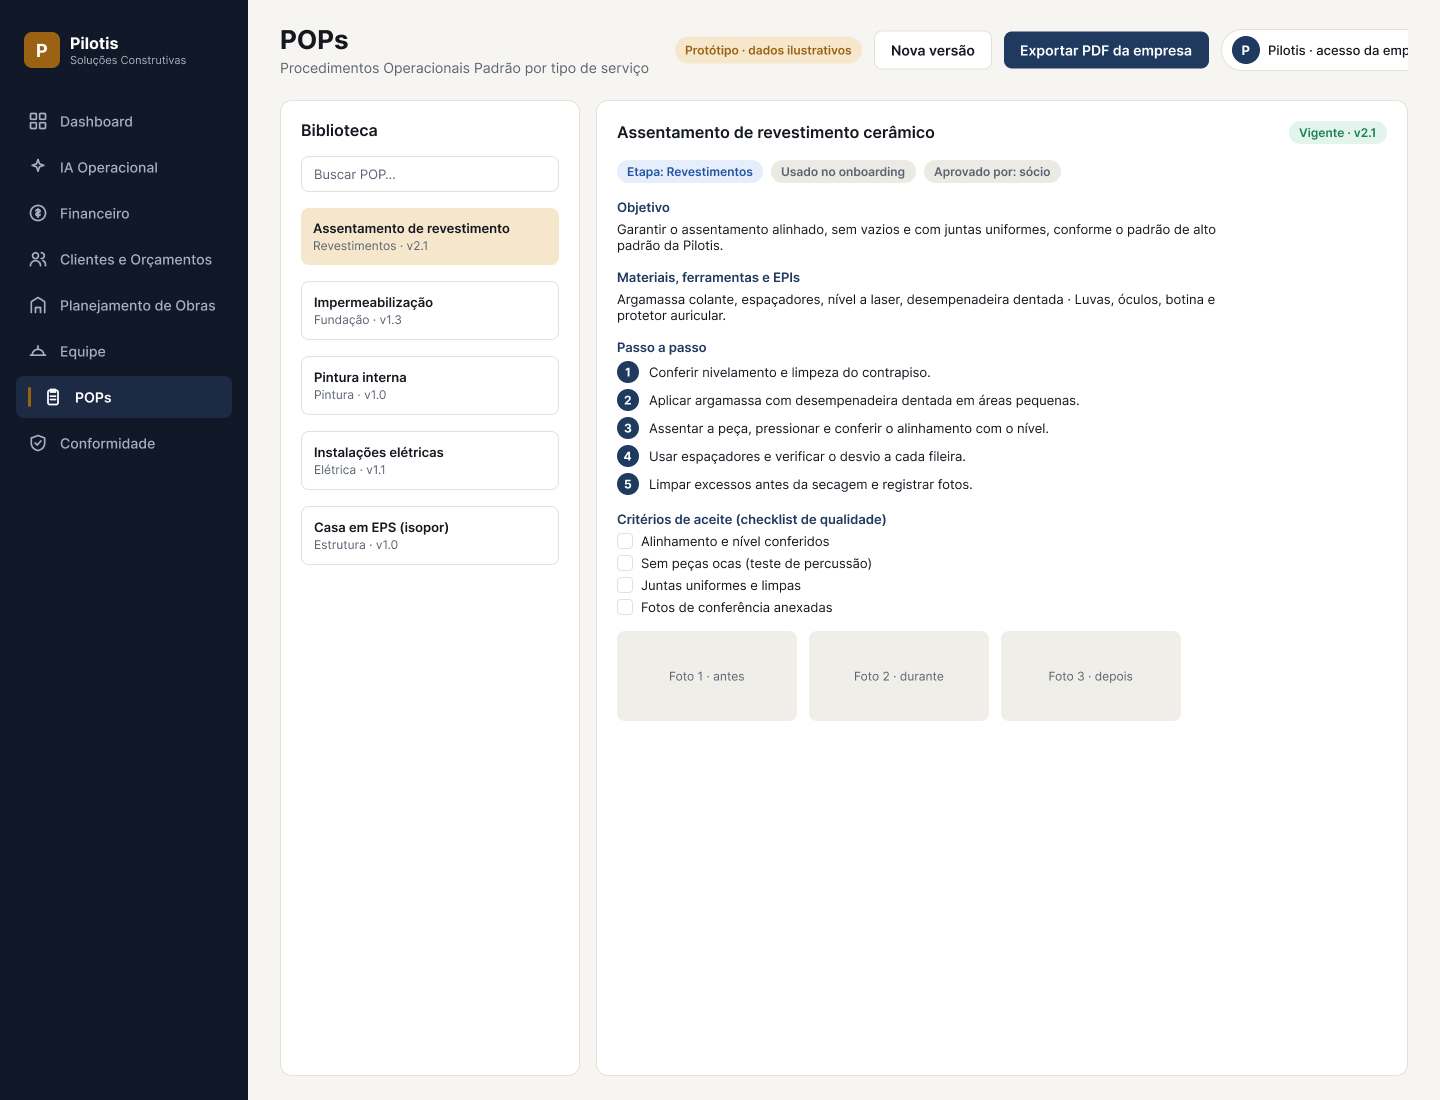 P
Pilotis
Soluções Construtivas
Dashboard
IA Operacional
Financeiro
Clientes e Orçamentos
Planejamento de Obras
Equipe
POPs
Conformidade
POPs
Procedimentos Operacionais Padrão por tipo de serviço
Protótipo · dados ilustrativos
Nova versão
Exportar PDF da empresa
P
Pilotis · acesso da emp
Biblioteca
Buscar POP...
Assentamento de revestimento
Revestimentos · v2.1
Impermeabilização
Fundação · v1.3
Pintura interna
Pintura · v1.0
Instalações elétricas
Elétrica · v1.1
Casa em EPS (isopor)
Estrutura · v1.0
Assentamento de revestimento cerâmico
Vigente · v2.1
Etapa: Revestimentos
Usado no onboarding
Aprovado por: sócio
Objetivo
Garantir o assentamento alinhado, sem vazios e com juntas uniformes, conforme o padrão de alto
padrão da Pilotis.
Materiais, ferramentas e EPIs
Argamassa colante, espaçadores, nível a laser, desempenadeira dentada · Luvas, óculos, botina e
protetor auricular.
Passo a passo
1 Conferir nivelamento e limpeza do contrapiso.
2 Aplicar argamassa com desempenadeira dentada em áreas pequenas.
3 Assentar a peça, pressionar e conferir o alinhamento com o nível.
4 Usar espaçadores e verificar o desvio a cada fileira.
5 Limpar excessos antes da secagem e registrar fotos.
Critérios de aceite (checklist de qualidade)
Alinhamento e nível conferidos
Sem peças ocas (teste de percussão)
Juntas uniformes e limpas
Fotos de conferência anexadas
Foto 1 · antes
Foto 2 · durante
Foto 3 · depois